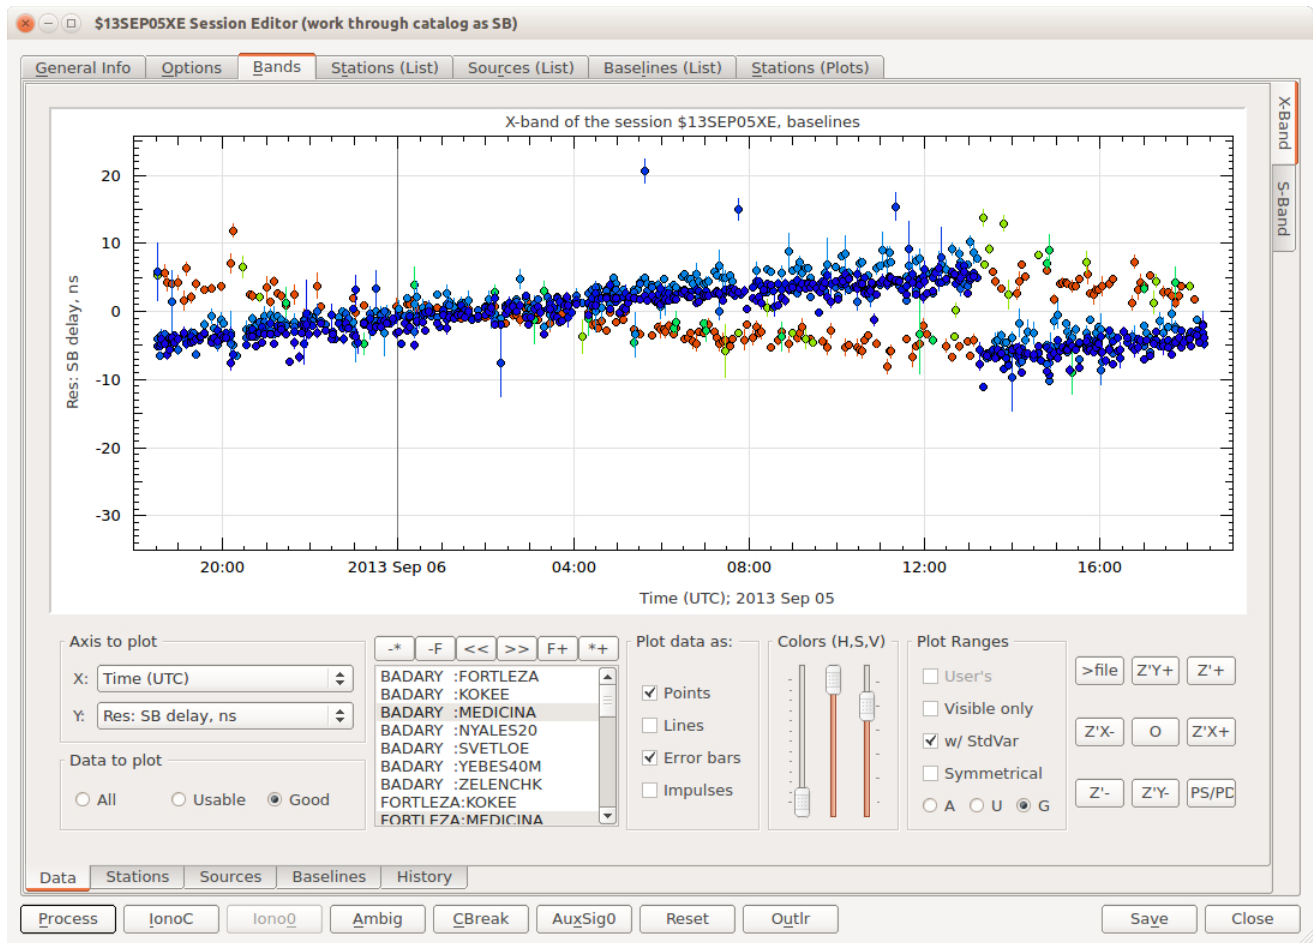 $13SEP05XE Session Editor (work through catalog as SB)
General Info Options Bands Stations (List) Sources (List) Baselines (List) Stations (Plots)
X-Band
S-Band
X-band of the session $13SEP05XE, baselines
Res: SB delay, ns
20
10
0
-10
-20
-30
20:00 2013 Sep 06 04:00 08:00 12:00 16:00
Time (UTC); 2013 Sep 05
Axis to plot
X: Time (UTC)
Y: Res: SB delay, ns
Data to plot
All Usable Good
-* -F << >> F+ *+
BADARY :FORTLEZA
BADARY :KOKEE
BADARY :MEDICINA
BADARY :NYALES20
BADARY :SVETLOE
BADARY :YEBES40M
BADARY :ZELENCHK
FORTLEZA:KOKEE
FORTLEZA:MEDICINA
Plot data as:
Points
Lines
Error bars
Impulses
Colors (H,S,V)
Plot Ranges
User's
Visible only
w/ StdVar
Symmetrical
A U G
>file Z'Y+ Z'+
Z'X- O Z'X+
Z'- Z'Y- PS/PD
Data Stations Sources Baselines History
Process IonoC Iono0 Ambig CBreak AuxSig0 Reset Outlr Save Close